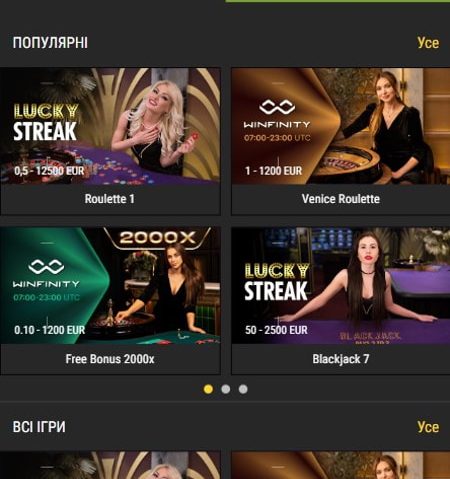 ПОПУЛЯРНІ
Усе
LUCKY
STREAK
0,5 - 12500 EUR
Roulette 1
WINFINITY
07:00-23:00 UTC
1 - 1200 EUR
Venice Roulette
2000X
WINFINITY
07:00-23:00 UTC
0.10 - 1200 EUR
Free Bonus 2000x
LUCKY
STREAK
50 - 2500 EUR
BLACKJACK
Blackjack 7
ВСІ ІГРИ
Усе